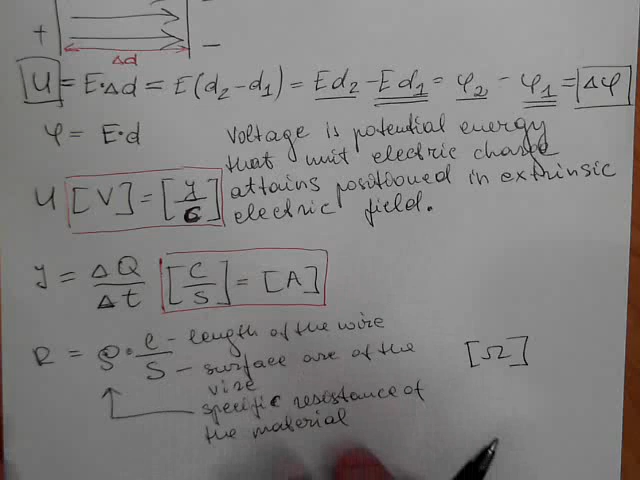 + Δd –
U = E·Δd = E(d₂-d₁) = Ed₂ - Ed₁ = φ₂ - φ₁ = Δφ
φ = E·d
Voltage is potential energy
that unit electric charge
attains positioned in extrinsic
electric field.
U [V] = [J/C]
J = ΔQ/Δt [C/S] = [A]
R = ρ · l/S
- length of the wire
- surface are of the
wire
[Ω]
specific resistance of
the material